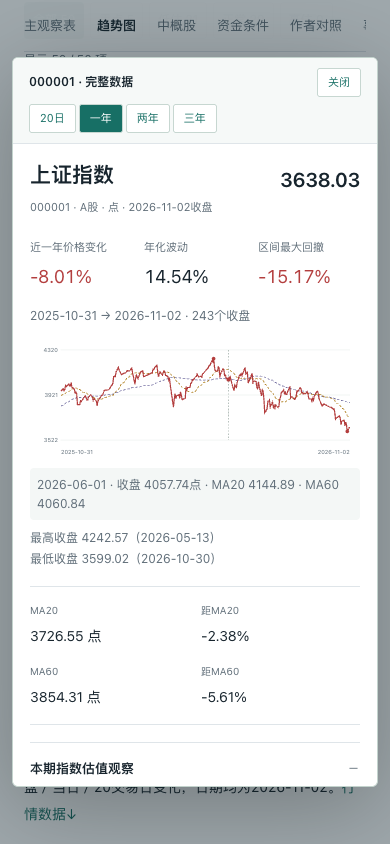 主观察表 趋势图 中概股 资金条件 作者对照
000001 · 完整数据 关闭
20日 一年 两年 三年
上证指数 3638.03
000001 · A股 · 点 · 2026-11-02收盘
近一年价格变化 年化波动 区间最大回撤
-8.01% 14.54% -15.17%
2025-10-31 → 2026-11-02 · 243个收盘
4320
3921
3522
2025-10-31 2026-11-02
2026-06-01 · 收盘 4057.74点 · MA20 4144.89 · MA60
4060.84
最高收盘 4242.57（2026-05-13）
最低收盘 3599.02（2026-10-30）
MA20 距MA20
3726.55 点 -2.38%
MA60 距MA60
3854.31 点 -5.61%
本期指数估值观察 −
盘 / 当日 / 20交易日变化，日期均为2026-11-02。行
情数据↓